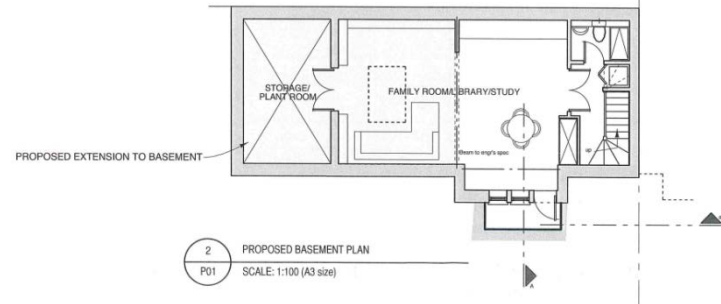 STORAGE/
PLANT ROOM
FAMILY ROOM/LIBRARY/STUDY
Beam to engr's spec
up
PROPOSED EXTENSION TO BASEMENT
2
P01
PROPOSED BASEMENT PLAN
SCALE: 1:100 (A3 size)
A